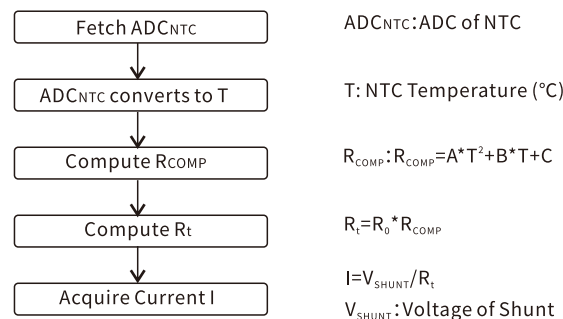 Fetch ADCNTC
ADCNTC:ADC of NTC
ADCNTC converts to T
T: NTC Temperature (℃)
Compute RCOMP
RCOMP:RCOMP=A*T²+B*T+C
Compute Rt
Rt=R0*RCOMP
I=VSHUNT/Rt
Acquire Current I
VSHUNT:Voltage of Shunt